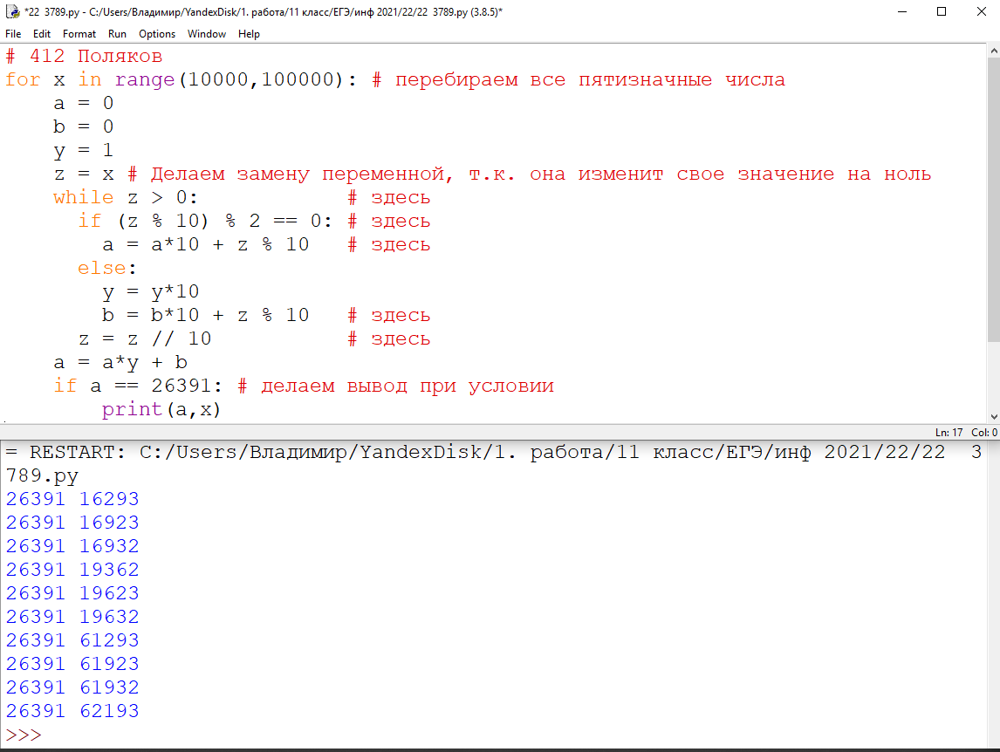 *22 3789.py - C:/Users/Владимир/YandexDisk/1. работа/11 класс/ЕГЭ/инф 2021/22/22 3789.py (3.8.5)*
File Edit Format Run Options Window Help
# 412 Поляков
for x in range(10000,100000): # перебираем все пятизначные числа
    a = 0
    b = 0
    y = 1
    z = x # Делаем замену переменной, т.к. она изменит свое значение на ноль
    while z > 0:            # здесь
      if (z % 10) % 2 == 0: # здесь
        a = a*10 + z % 10   # здесь
      else:
        y = y*10
        b = b*10 + z % 10   # здесь
      z = z // 10           # здесь
    a = a*y + b
    if a == 26391: # делаем вывод при условии
        print(a,x)
Ln: 17 Col: 0
= RESTART: C:/Users/Владимир/YandexDisk/1. работа/11 класс/ЕГЭ/инф 2021/22/22  3
789.py
26391 16293
26391 16923
26391 16932
26391 19362
26391 19623
26391 19632
26391 61293
26391 61923
26391 61932
26391 62193
>>>